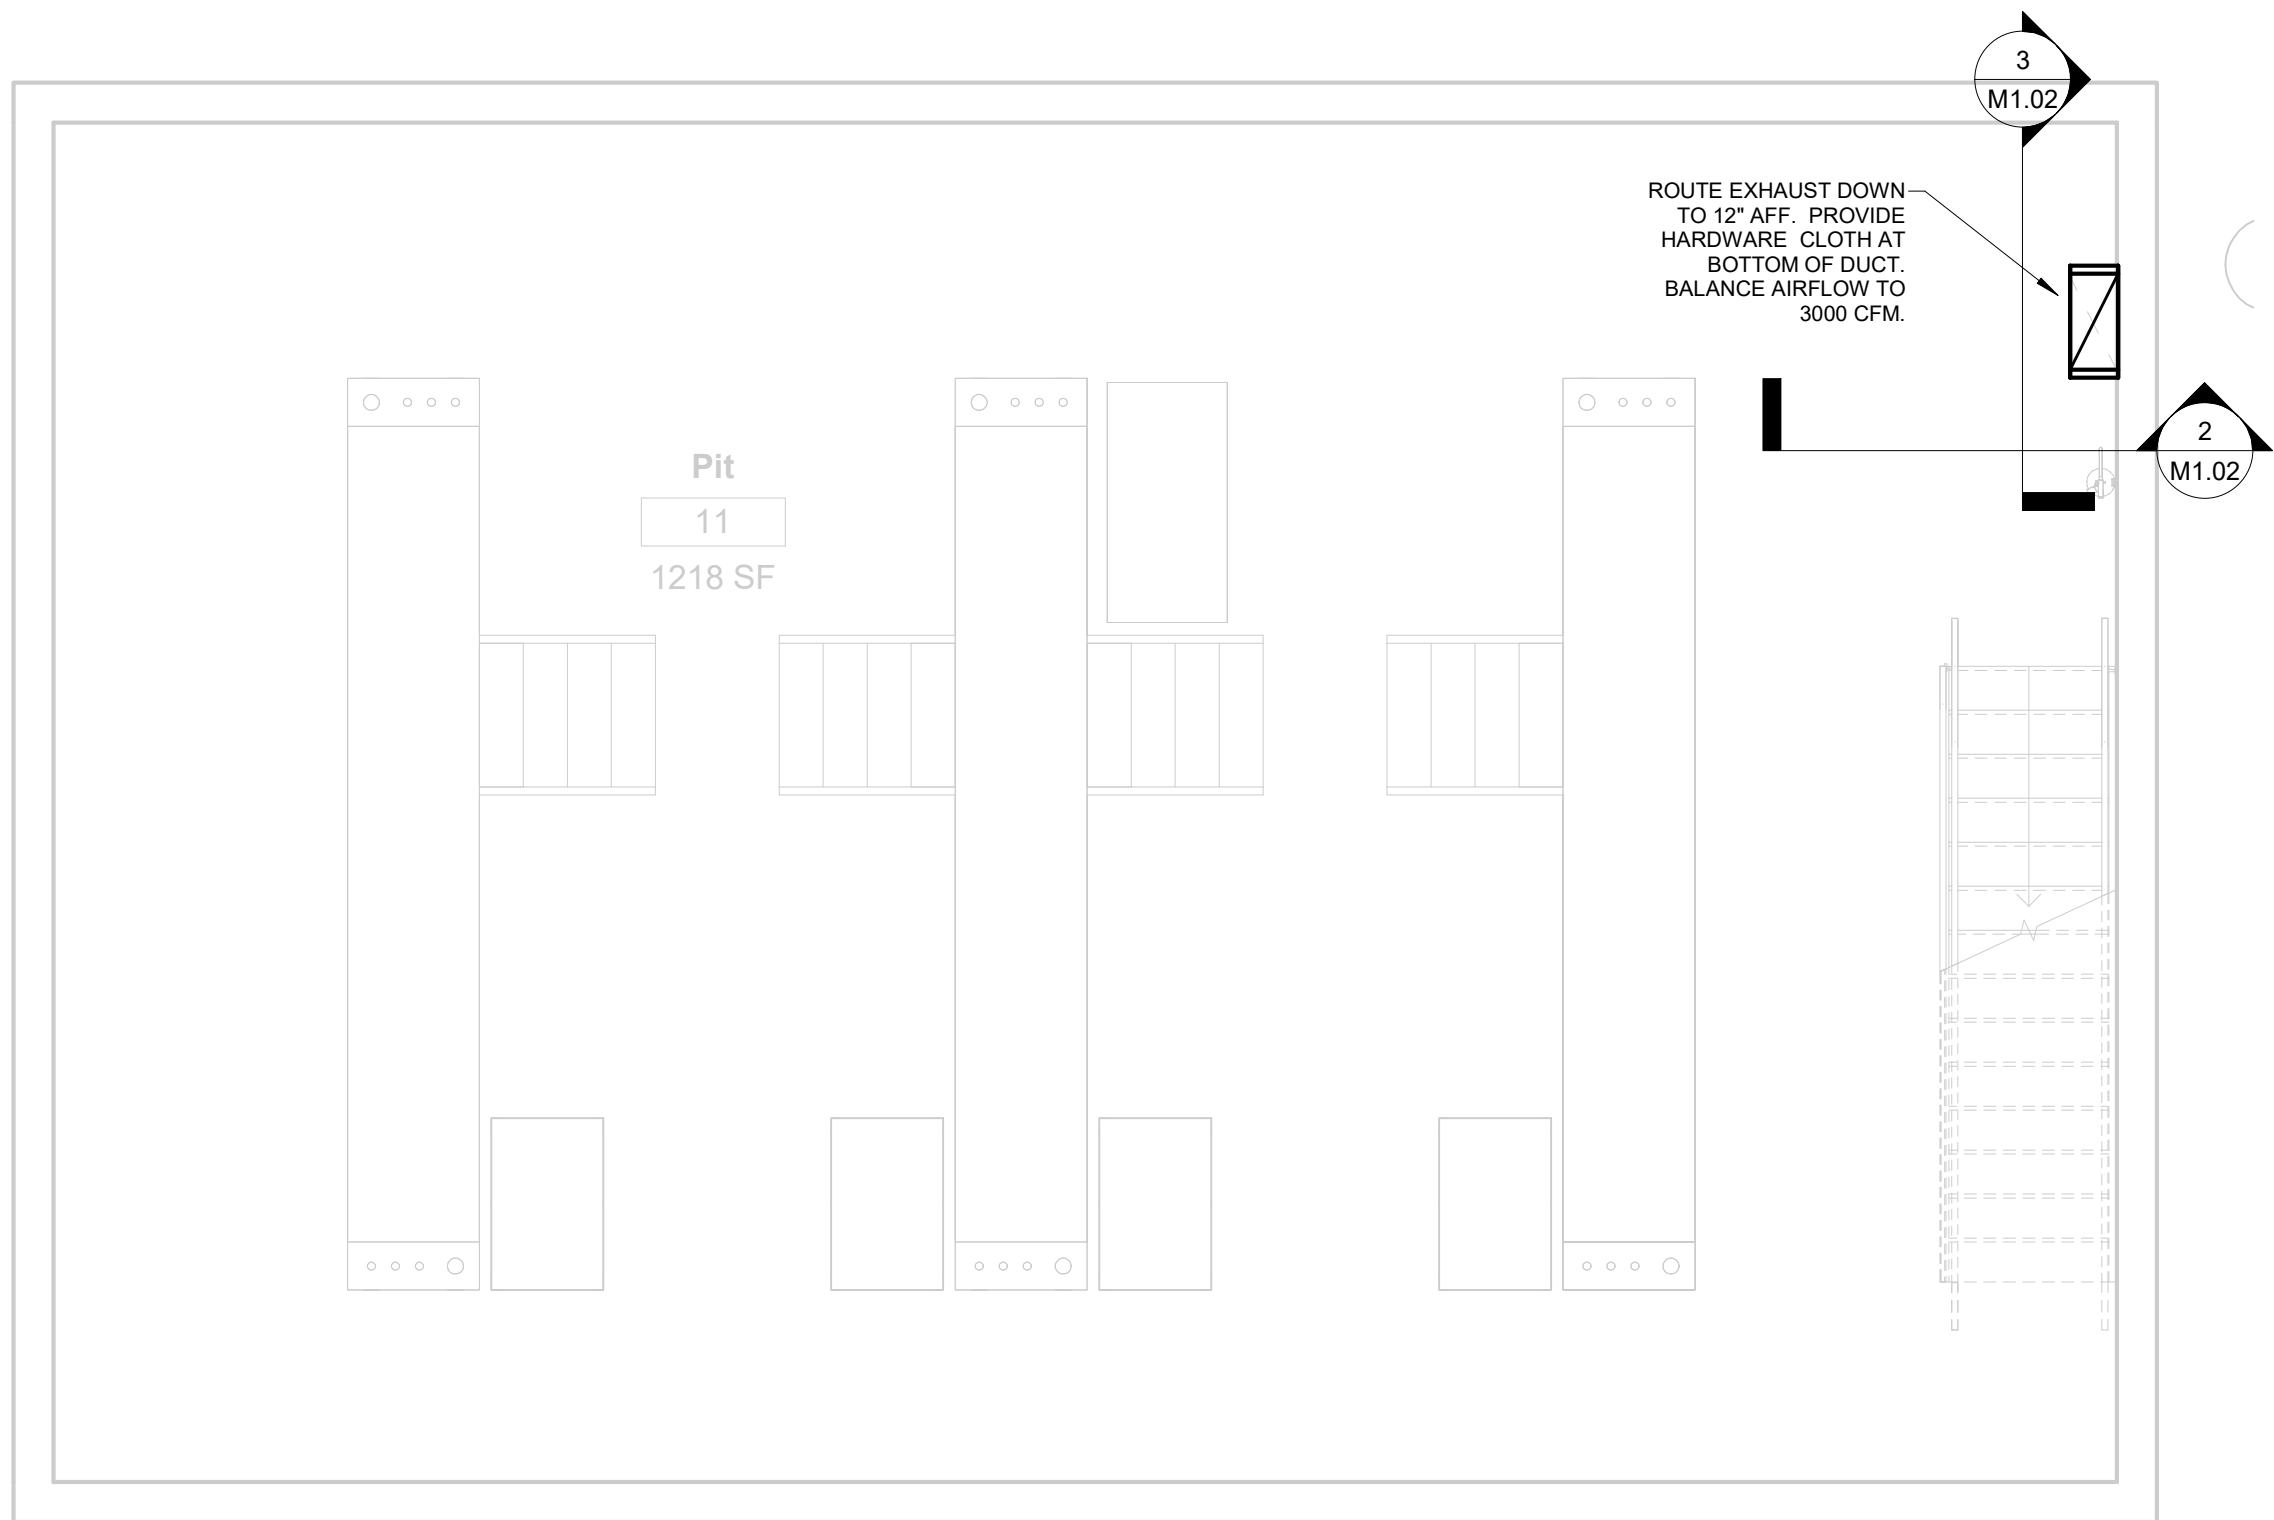 3
M1.02
ROUTE EXHAUST DOWN
TO 12" AFF. PROVIDE
HARDWARE CLOTH AT
BOTTOM OF DUCT.
BALANCE AIRFLOW TO
3000 CFM.
2
M1.02
Pit
11
1218 SF